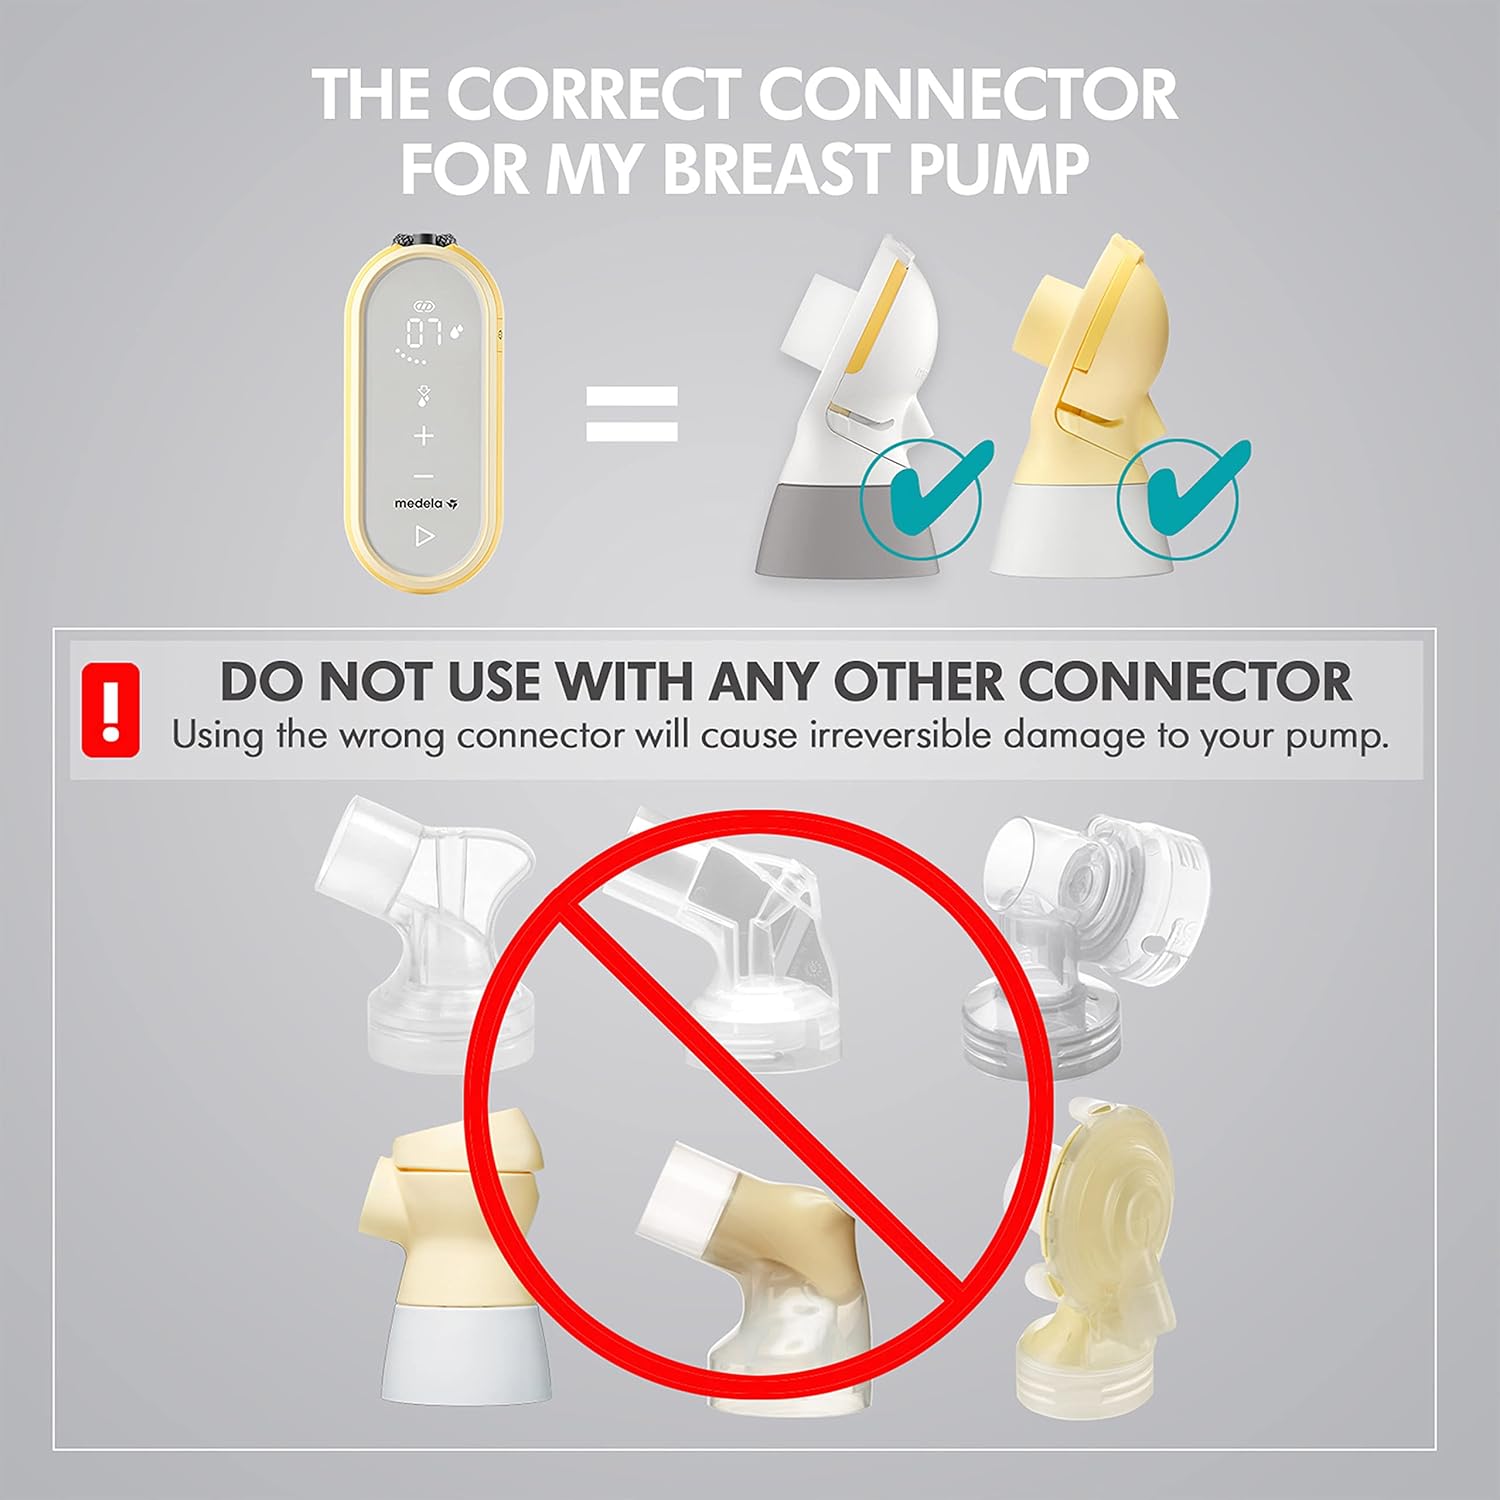 THE CORRECT CONNECTOR
FOR MY BREAST PUMP
07
medela
DO NOT USE WITH ANY OTHER CONNECTOR
Using the wrong connector will cause irreversible damage to your pump.